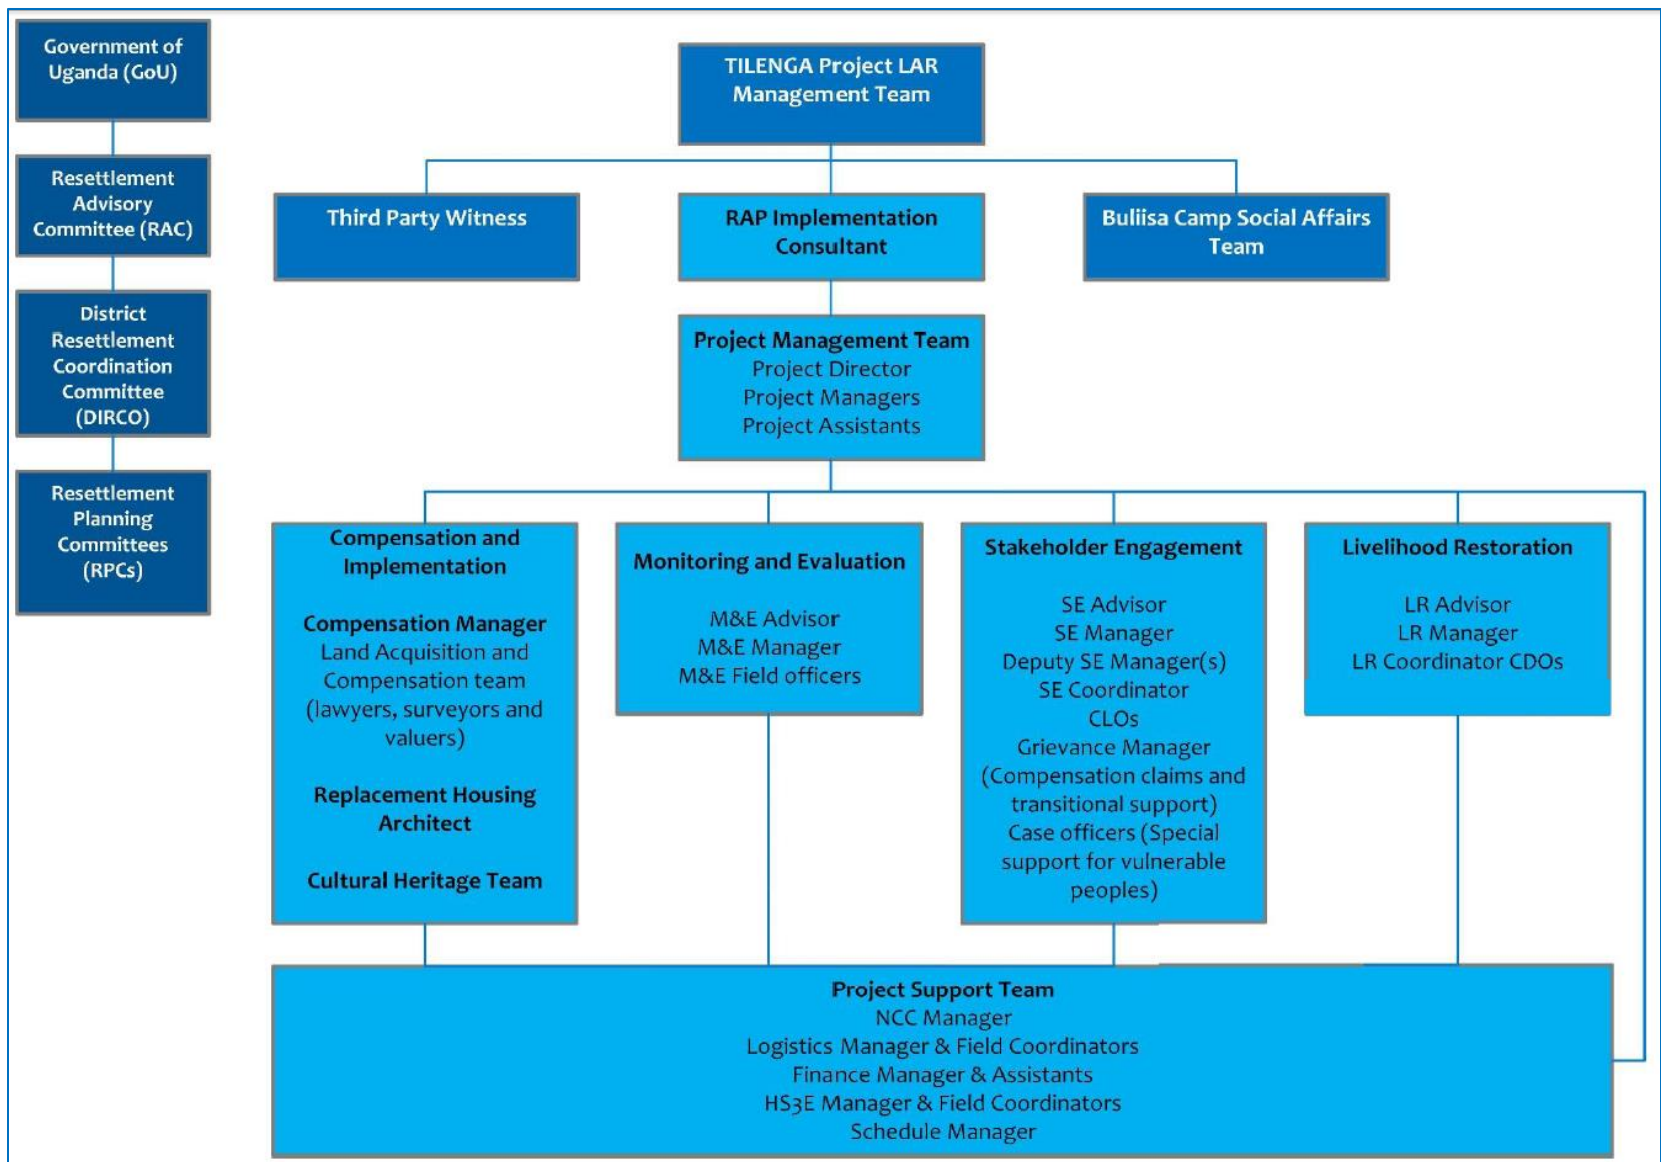 Government of
Uganda (GoU)
Resettlement
Advisory
Committee (RAC)
District
Resettlement
Coordination
Committee
(DIRCO)
Resettlement
Planning
Committees
(RPCs)
TILENGA Project LAR
Management Team
Third Party Witness
RAP Implementation
Consultant
Buliisa Camp Social Affairs
Team
Project Management Team
Project Director
Project Managers
Project Assistants
Compensation and
Implementation
Compensation Manager
Land Acquisition and
Compensation team
(lawyers, surveyors and
valuers)
Replacement Housing
Architect
Cultural Heritage Team
Monitoring and Evaluation
M&E Advisor
M&E Manager
M&E Field officers
Stakeholder Engagement
SE Advisor
SE Manager
Deputy SE Manager(s)
SE Coordinator
CLOs
Grievance Manager
(Compensation claims and
transitional support)
Case officers (Special
support for vulnerable
peoples)
Livelihood Restoration
LR Advisor
LR Manager
LR Coordinator CDOs
Project Support Team
NCC Manager
Logistics Manager & Field Coordinators
Finance Manager & Assistants
HS3E Manager & Field Coordinators
Schedule Manager